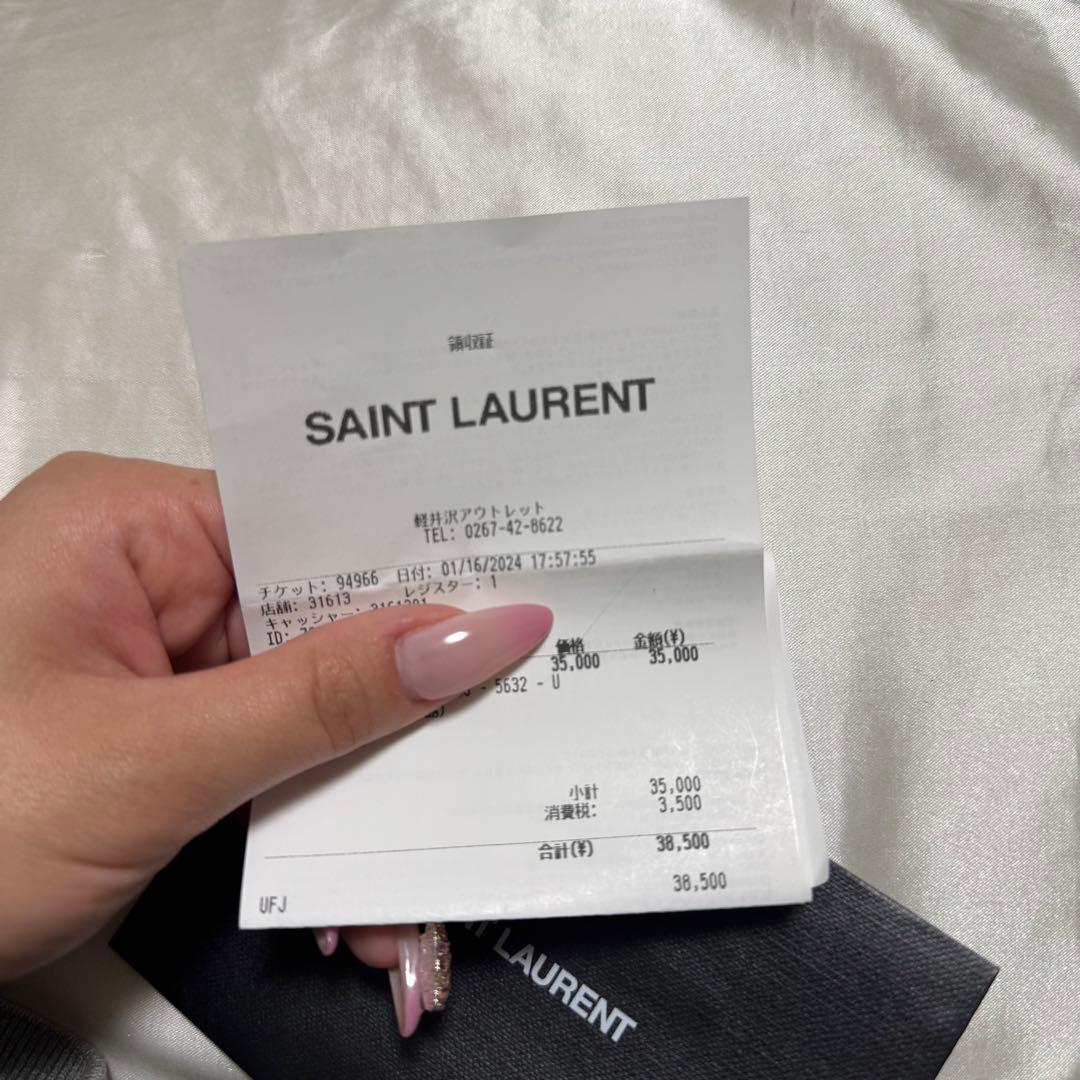 領収証
SAINT LAURENT
軽井沢アウトレット
TEL: 0267-42-8622
チケット: 94966 日付: 01/16/2024 17:57:55
店舗: 31613 レジスター: 1
キャッシャー:
ID:
価格 金額(¥)
35,000 35,000
- 5632 - U
小計 35,000
消費税: 3,500
合計(¥) 38,500
38,500
UFJ
LAURENT